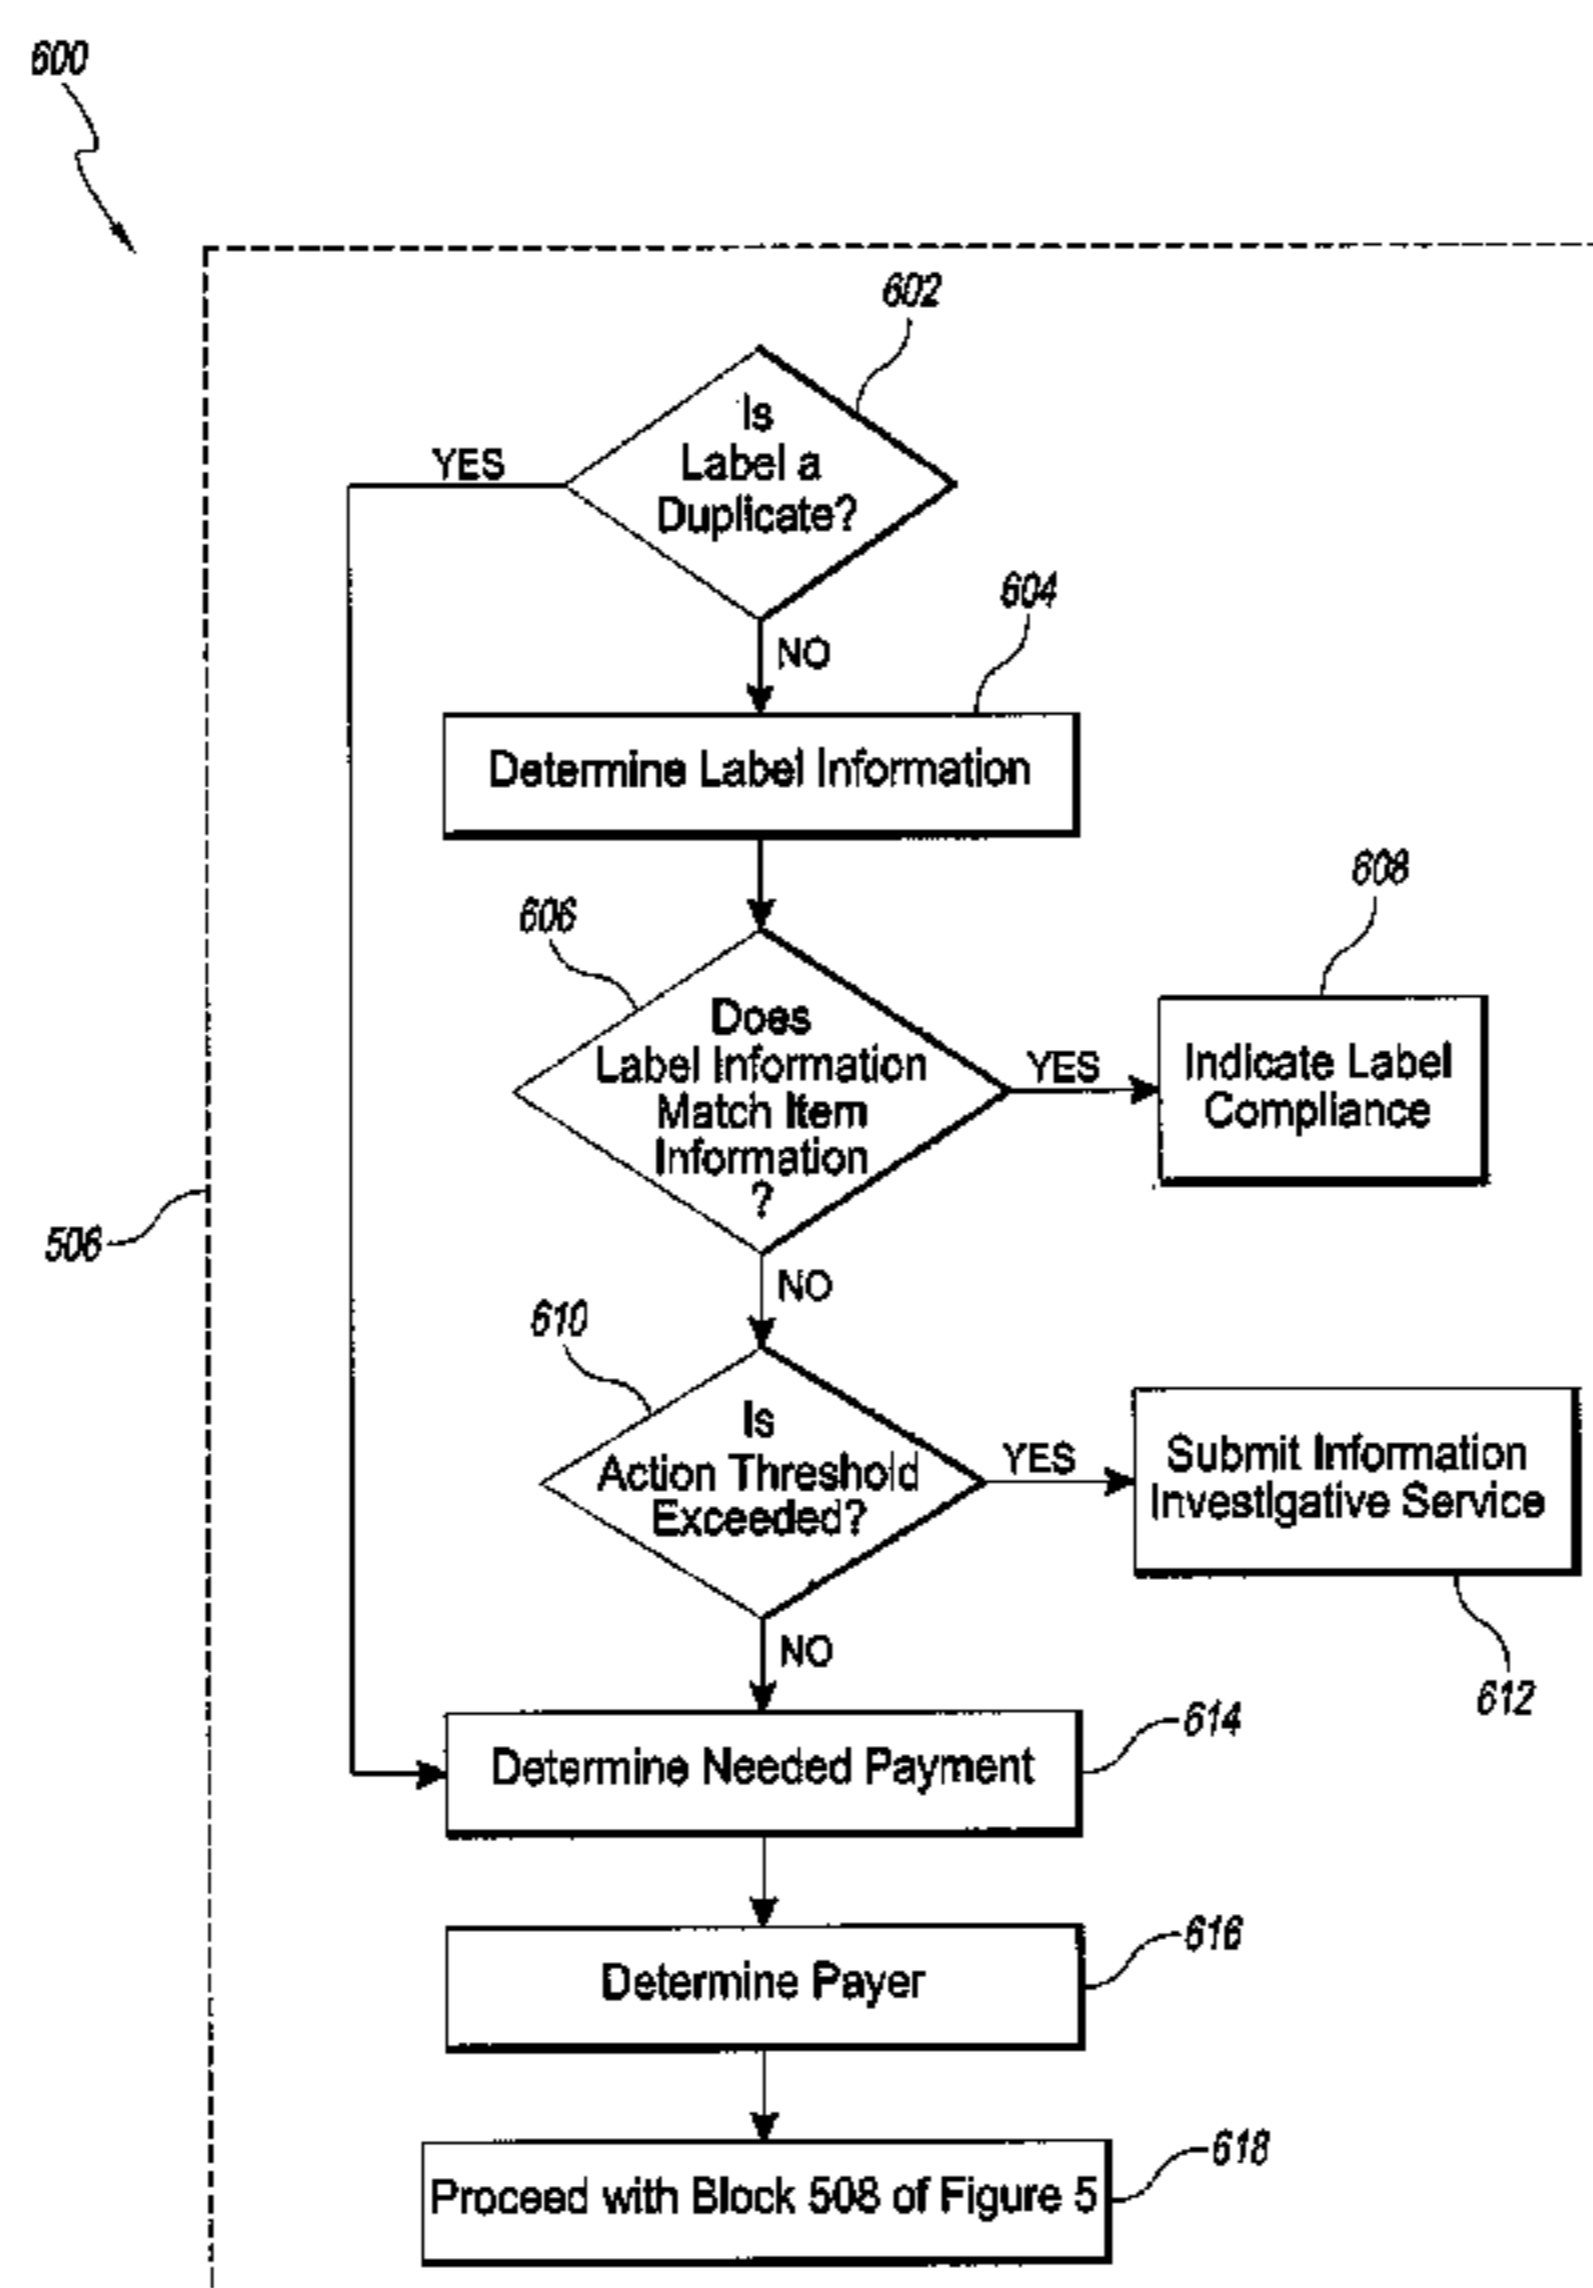 600
602
Is
Label a
Duplicate?
YES
NO
604
Determine Label Information
606
Does
Label Information
Match Item
Information
?
YES
608
Indicate Label
Compliance
506
NO
610
Is
Action Threshold
Exceeded?
YES
Submit Information
Investigative Service
612
NO
Determine Needed Payment
614
Determine Payer
616
Proceed with Block 508 of Figure 5
618